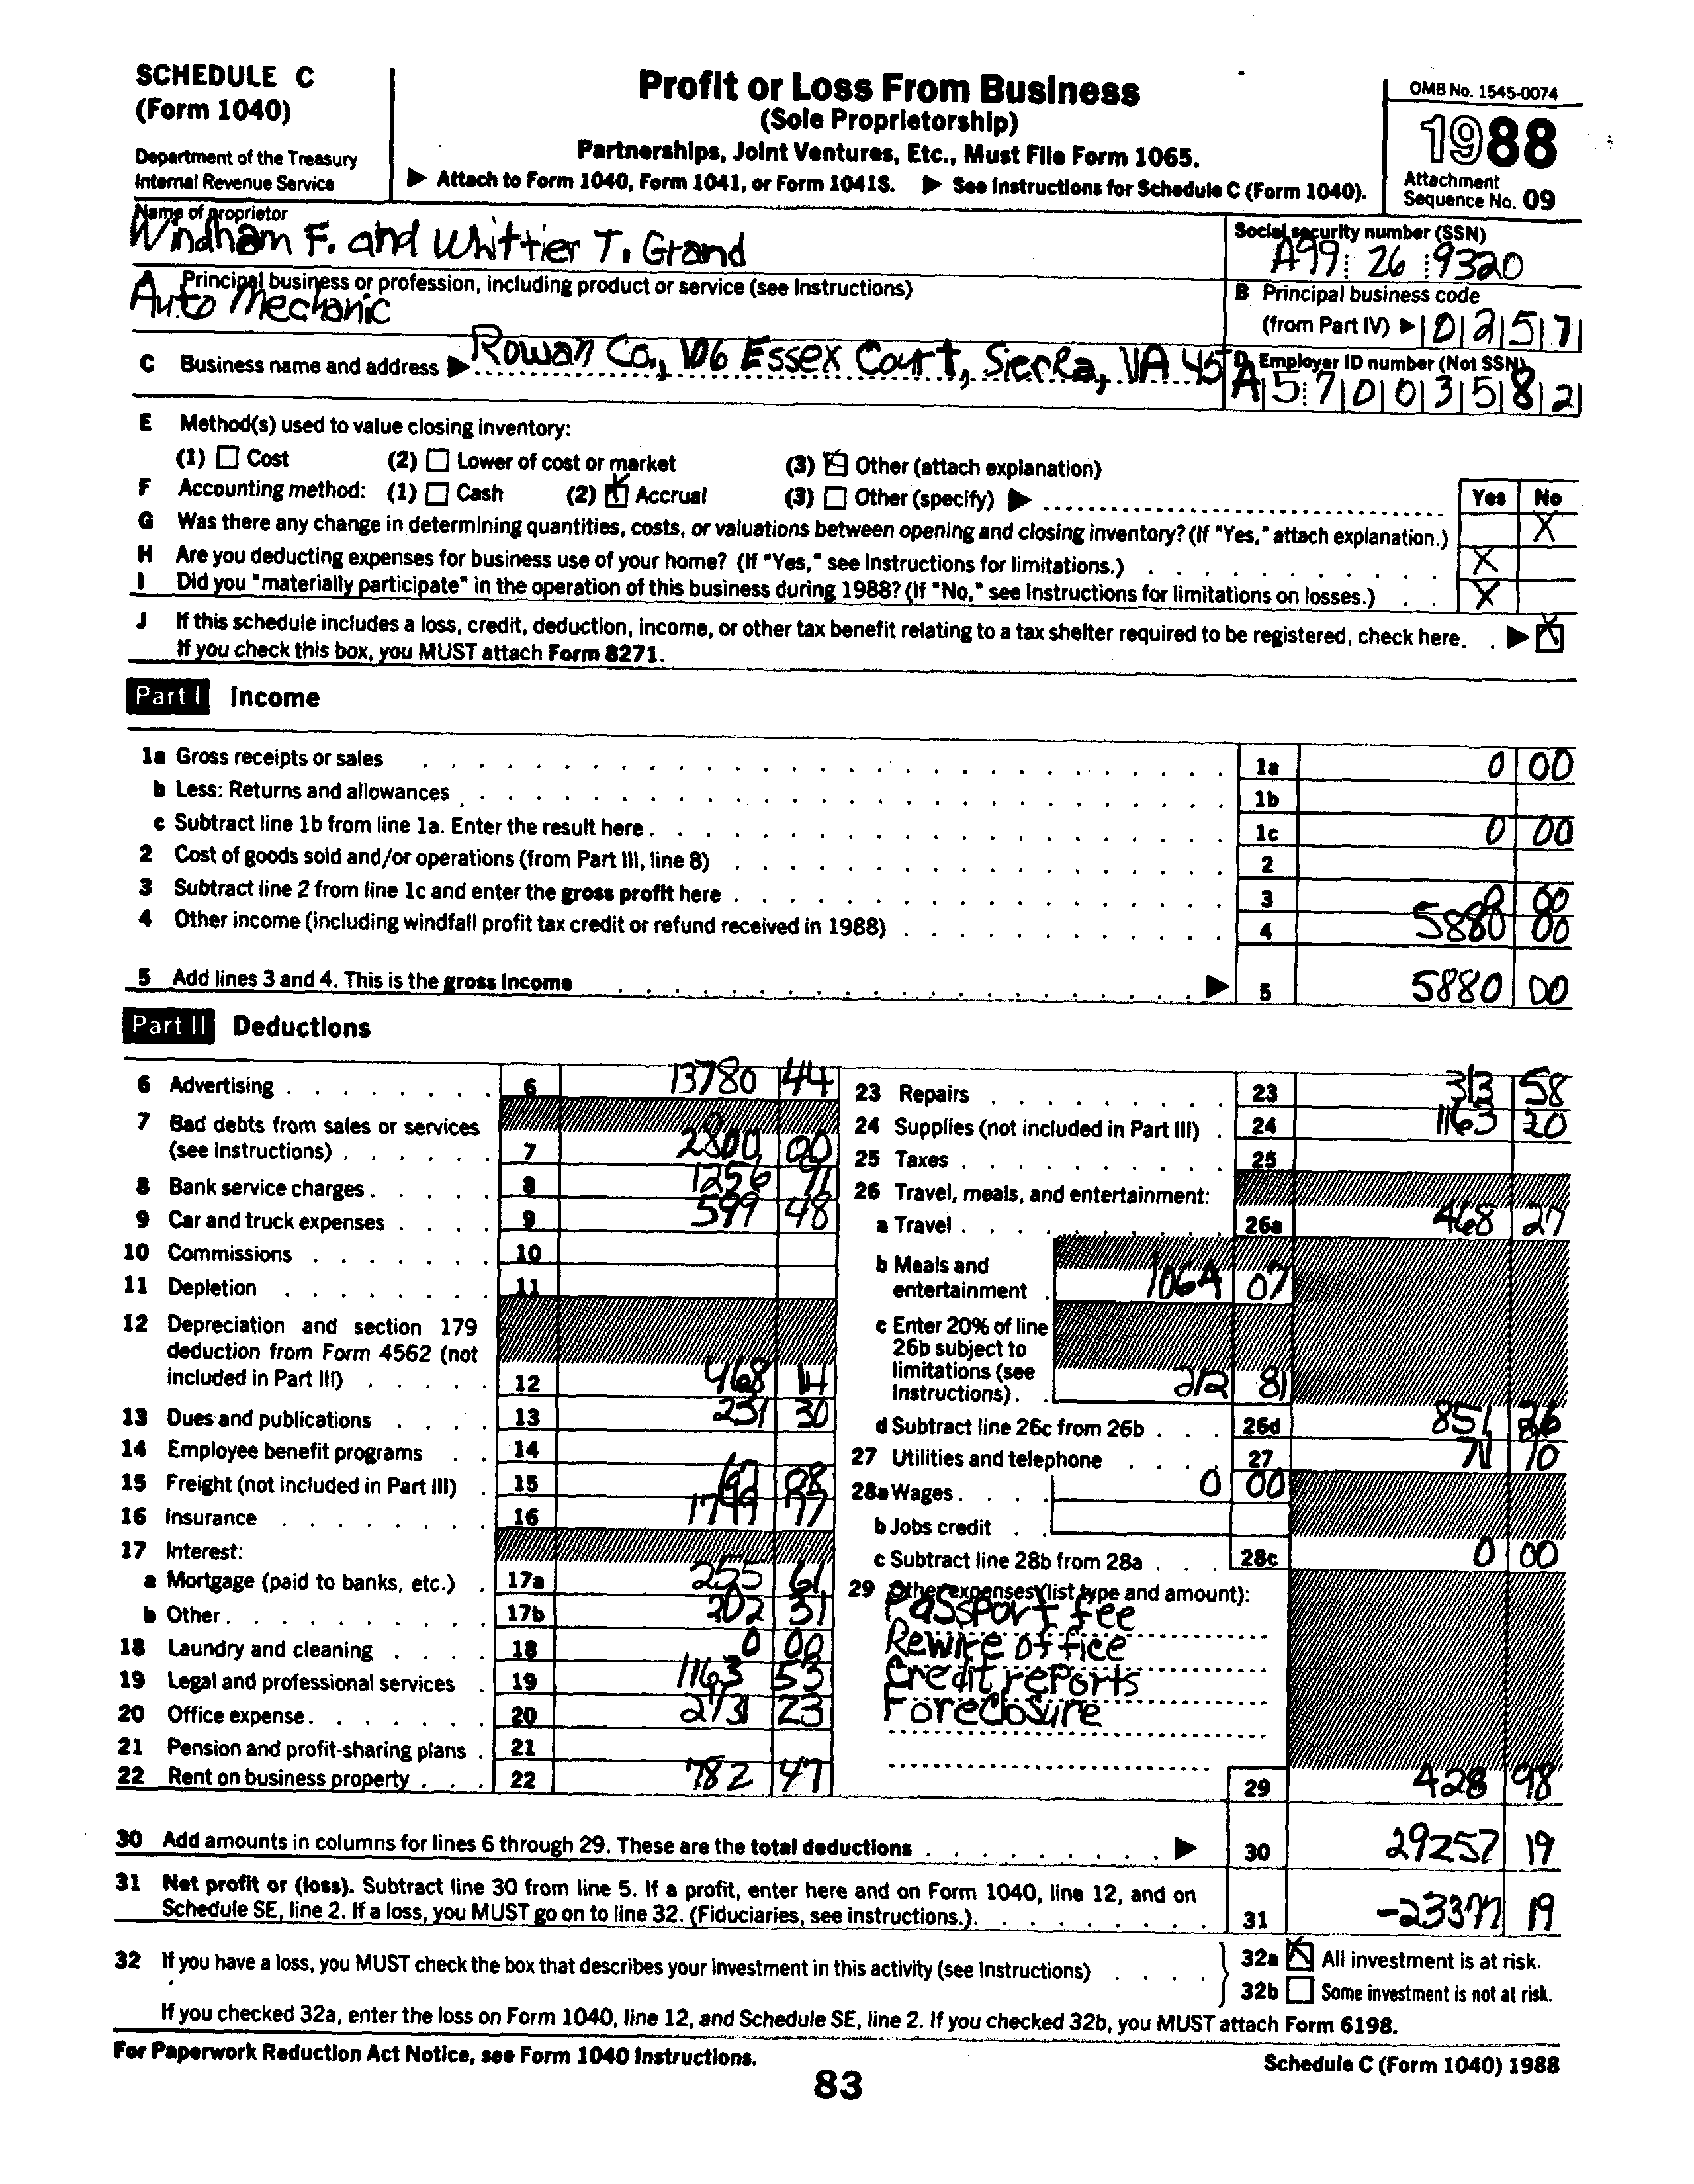 SCHEDULE C
(Form 1040)
Department of the Treasury
Internal Revenue Service
Profit or Loss From Business
(Sole Proprietorship)
Partnerships, Joint Ventures, Etc., Must File Form 1065.
▶ Attach to Form 1040, Form 1041, or Form 1041S. ▶ See Instructions for Schedule C (Form 1040).
OMB No. 1545-0074
1988
Attachment
Sequence No. 09
Name of proprietor
Windham F. and Whittier T. Grand
Social security number (SSN)
A99 26 9320
A Principal business or profession, including product or service (see Instructions)
Auto Mechanic
B Principal business code
(from Part IV) ▶ 0 2 5 7
C Business name and address ▶ Rowan Co., 106 Essex Court, Sierra, VA 45
D Employer ID number (Not SSN)
A 5 7 0 0 3 5 8 2
E Method(s) used to value closing inventory:
(1) Cost (2) Lower of cost or market (3) X Other (attach explanation)
F Accounting method: (1) Cash (2) X Accrual (3) Other (specify) ▶
Yes No
G Was there any change in determining quantities, costs, or valuations between opening and closing inventory? (If "Yes," attach explanation.) X
H Are you deducting expenses for business use of your home? (If "Yes," see Instructions for limitations.) X
I Did you "materially participate" in the operation of this business during 1988? (If "No," see Instructions for limitations on losses.) X
J If this schedule includes a loss, credit, deduction, income, or other tax benefit relating to a tax shelter required to be registered, check here. ▶ X
If you check this box, you MUST attach Form 8271.
Part I Income
1a Gross receipts or sales 1a 0 00
b Less: Returns and allowances 1b
c Subtract line 1b from line 1a. Enter the result here 1c 0 00
2 Cost of goods sold and/or operations (from Part III, line 8) 2
3 Subtract line 2 from line 1c and enter the gross profit here 3 0 00
4 Other income (including windfall profit tax credit or refund received in 1988) 4 5880 00
5 Add lines 3 and 4. This is the gross income ▶ 5 5880 00
Part II Deductions
6 Advertising 6 13780 44
7 Bad debts from sales or services
(see Instructions) 7 2800 00
8 Bank service charges 8 1256 91
9 Car and truck expenses 9 599 48
10 Commissions 10
11 Depletion 11
12 Depreciation and section 179
deduction from Form 4562 (not
included in Part III) 12 468 14
13 Dues and publications 13 231 30
14 Employee benefit programs 14
15 Freight (not included in Part III) 15
16 Insurance 16 1749 77
17 Interest:
a Mortgage (paid to banks, etc.) 17a 255 61
b Other 17b 202 31
18 Laundry and cleaning 18 0 00
19 Legal and professional services 19 1163 53
20 Office expense 20 2731 23
21 Pension and profit-sharing plans 21
22 Rent on business property 22 782 47
23 Repairs 23 313 58
24 Supplies (not included in Part III) 24 1163 20
25 Taxes 25
26 Travel, meals, and entertainment:
a Travel 26a 468 27
b Meals and
entertainment 1064 07
c Enter 20% of line
26b subject to
limitations (see
Instructions) 212 81
d Subtract line 26c from 26b 26d 851 26
27 Utilities and telephone 27 71 10
28a Wages 0 00
b Jobs credit
c Subtract line 28b from 28a 28c 0 00
29 Other expenses (list type and amount):
Passport fee
Rewire office
Credit reports
Foreclosure
29 428 98
30 Add amounts in columns for lines 6 through 29. These are the total deductions ▶ 30 29257 19
31 Net profit or (loss). Subtract line 30 from line 5. If a profit, enter here and on Form 1040, line 12, and on
Schedule SE, line 2. If a loss, you MUST go on to line 32. (Fiduciaries, see instructions.) 31 -23377 19
32 If you have a loss, you MUST check the box that describes your investment in this activity (see Instructions)
32a X All investment is at risk.
32b Some investment is not at risk.
If you checked 32a, enter the loss on Form 1040, line 12, and Schedule SE, line 2. If you checked 32b, you MUST attach Form 6198.
For Paperwork Reduction Act Notice, see Form 1040 Instructions.
Schedule C (Form 1040) 1988
83